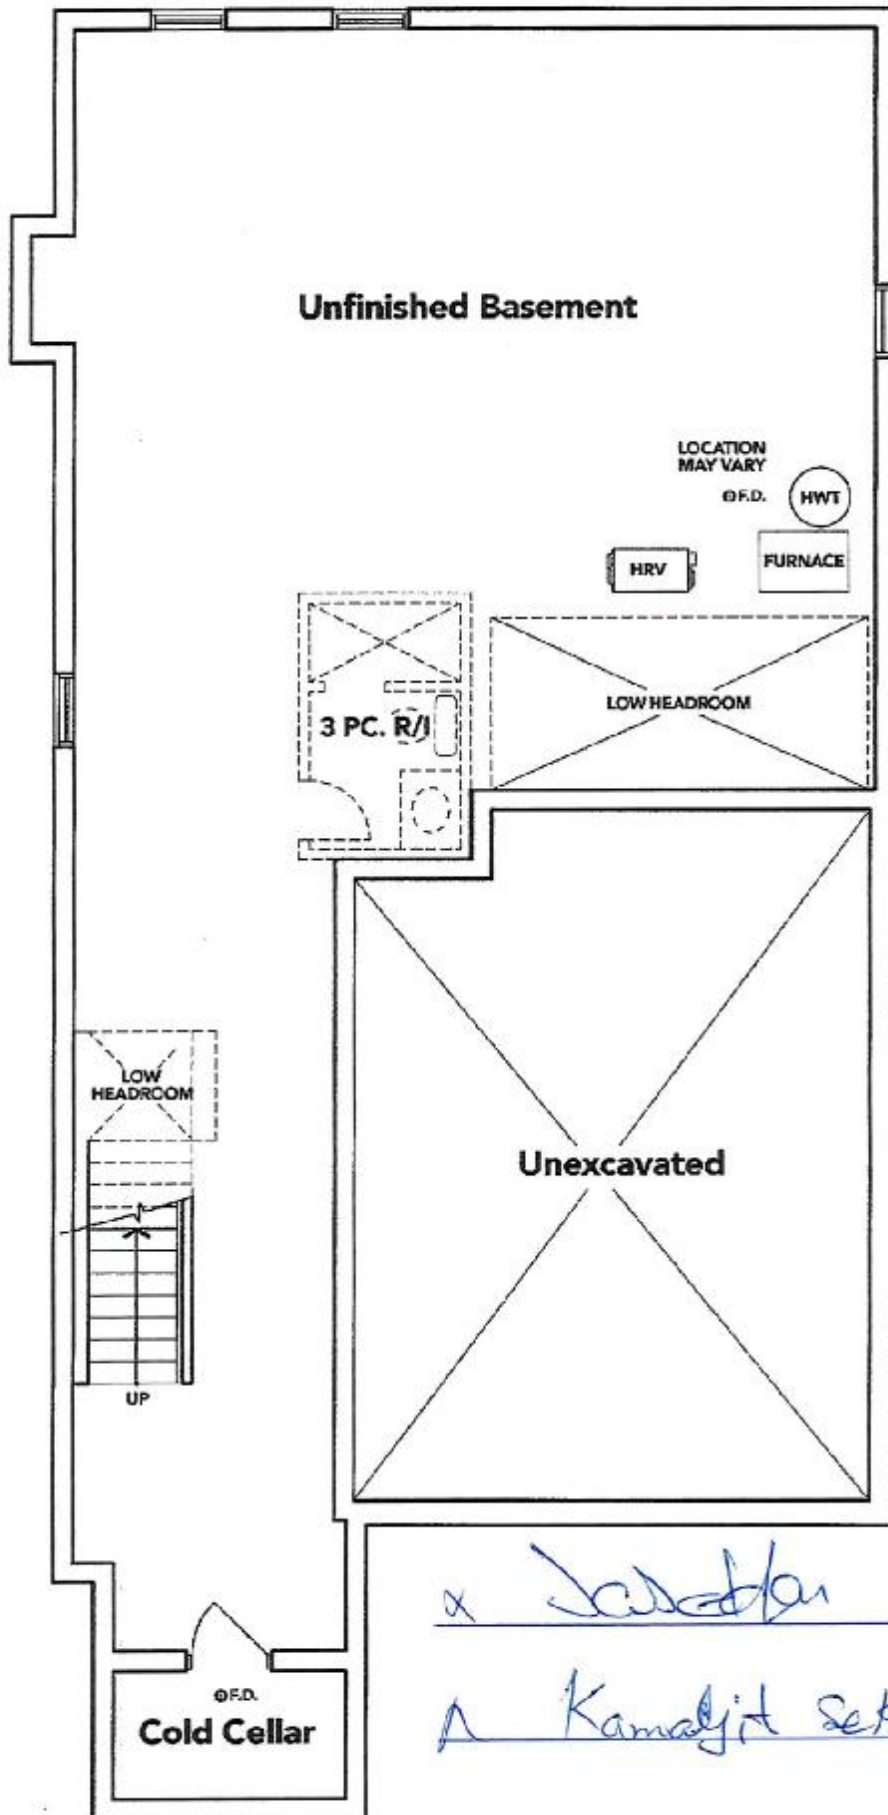 Unfinished Basement
LOCATION
MAY VARY
F.D.
HWT
HRV
FURNACE
3 PC. R/I
LOW HEADROOM
LOW
HEADROOM
Unexcavated
UP
F.D.
Cold Cellar
x
Kamaljit